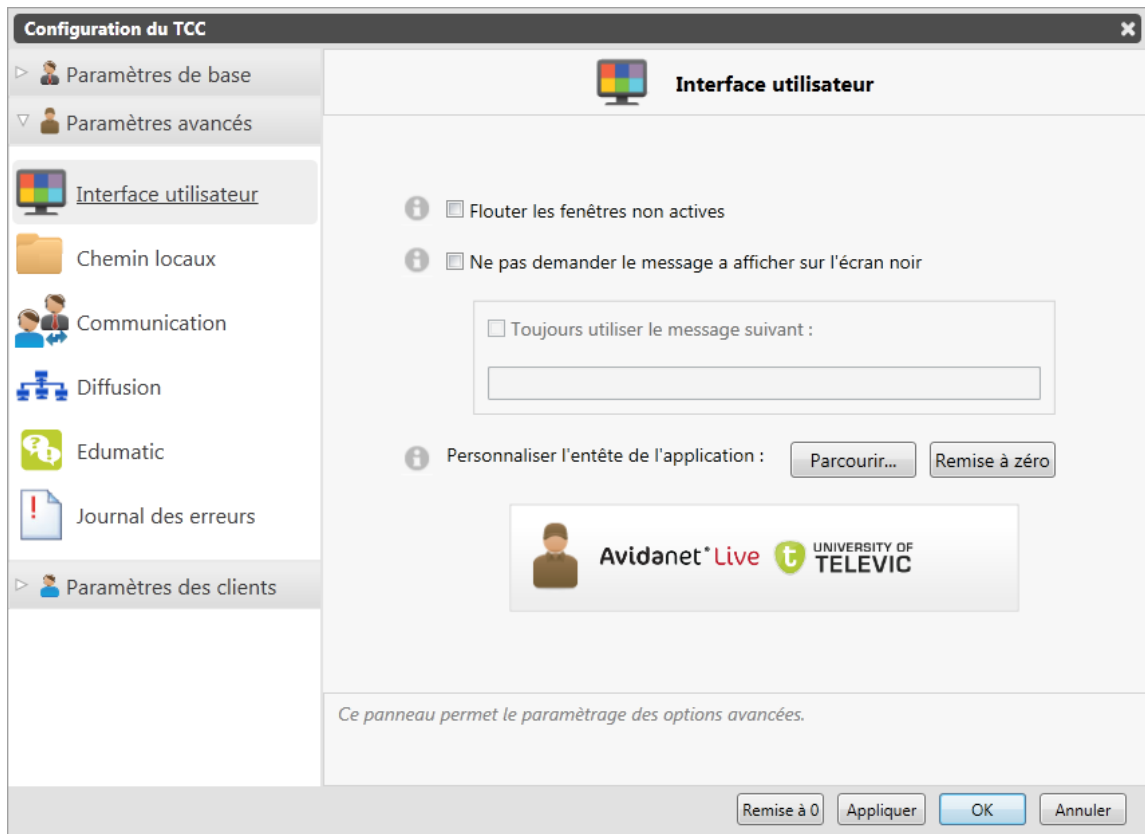 Configuration du TCC
Paramètres de base
Paramètres avancés
Interface utilisateur
Chemin locaux
Communication
Diffusion
Edumatic
Journal des erreurs
Paramètres des clients
Interface utilisateur
Flouter les fenêtres non actives
Ne pas demander le message a afficher sur l'écran noir
Toujours utiliser le message suivant :
Personnaliser l'entête de l'application :
Parcourir...
Remise à zéro
Avidanet Live
t UNIVERSITY OF
TELEVIC
Ce panneau permet le paramètrage des options avancées.
Remise à 0
Appliquer
OK
Annuler